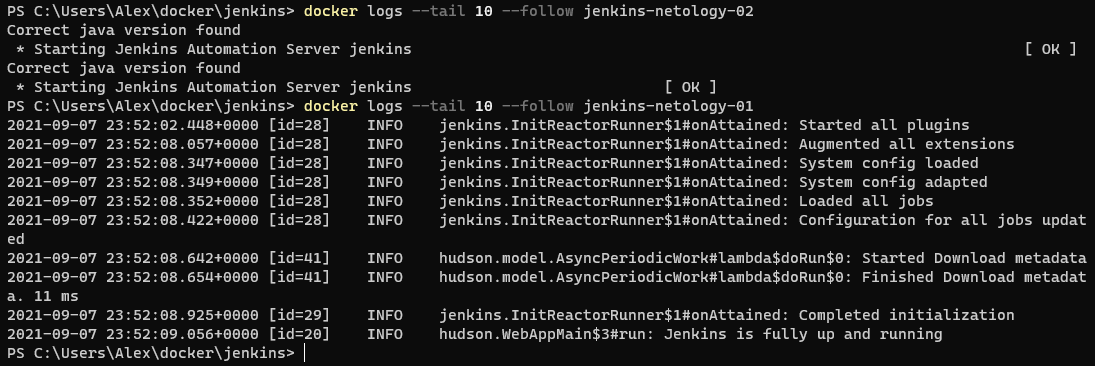 PS C:\Users\Alex\docker\jenkins> docker logs --tail 10 --follow jenkins-netology-02
Correct java version found
 * Starting Jenkins Automation Server jenkins                                                                    [ OK ]
Correct java version found
 * Starting Jenkins Automation Server jenkins                            [ OK ]
PS C:\Users\Alex\docker\jenkins> docker logs --tail 10 --follow jenkins-netology-01
2021-09-07 23:52:02.448+0000 [id=28]    INFO    jenkins.InitReactorRunner$1#onAttained: Started all plugins
2021-09-07 23:52:08.057+0000 [id=28]    INFO    jenkins.InitReactorRunner$1#onAttained: Augmented all extensions
2021-09-07 23:52:08.347+0000 [id=28]    INFO    jenkins.InitReactorRunner$1#onAttained: System config loaded
2021-09-07 23:52:08.349+0000 [id=28]    INFO    jenkins.InitReactorRunner$1#onAttained: System config adapted
2021-09-07 23:52:08.352+0000 [id=28]    INFO    jenkins.InitReactorRunner$1#onAttained: Loaded all jobs
2021-09-07 23:52:08.422+0000 [id=28]    INFO    jenkins.InitReactorRunner$1#onAttained: Configuration for all jobs updat
ed
2021-09-07 23:52:08.642+0000 [id=41]    INFO    hudson.model.AsyncPeriodicWork#lambda$doRun$0: Started Download metadata
2021-09-07 23:52:08.654+0000 [id=41]    INFO    hudson.model.AsyncPeriodicWork#lambda$doRun$0: Finished Download metadat
a. 11 ms
2021-09-07 23:52:08.925+0000 [id=29]    INFO    jenkins.InitReactorRunner$1#onAttained: Completed initialization
2021-09-07 23:52:09.056+0000 [id=20]    INFO    hudson.WebAppMain$3#run: Jenkins is fully up and running
PS C:\Users\Alex\docker\jenkins>